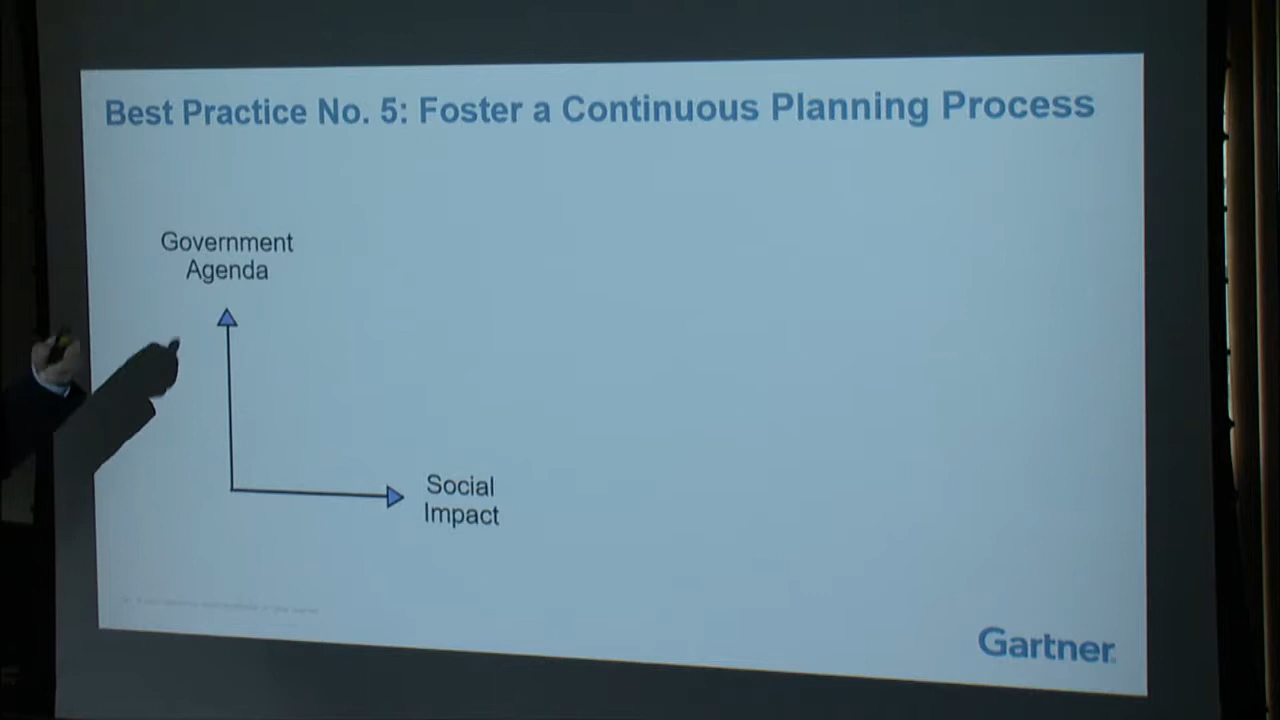 Best Practice No. 5: Foster a Continuous Planning Process
Government
Agenda
Social
Impact
Gartner